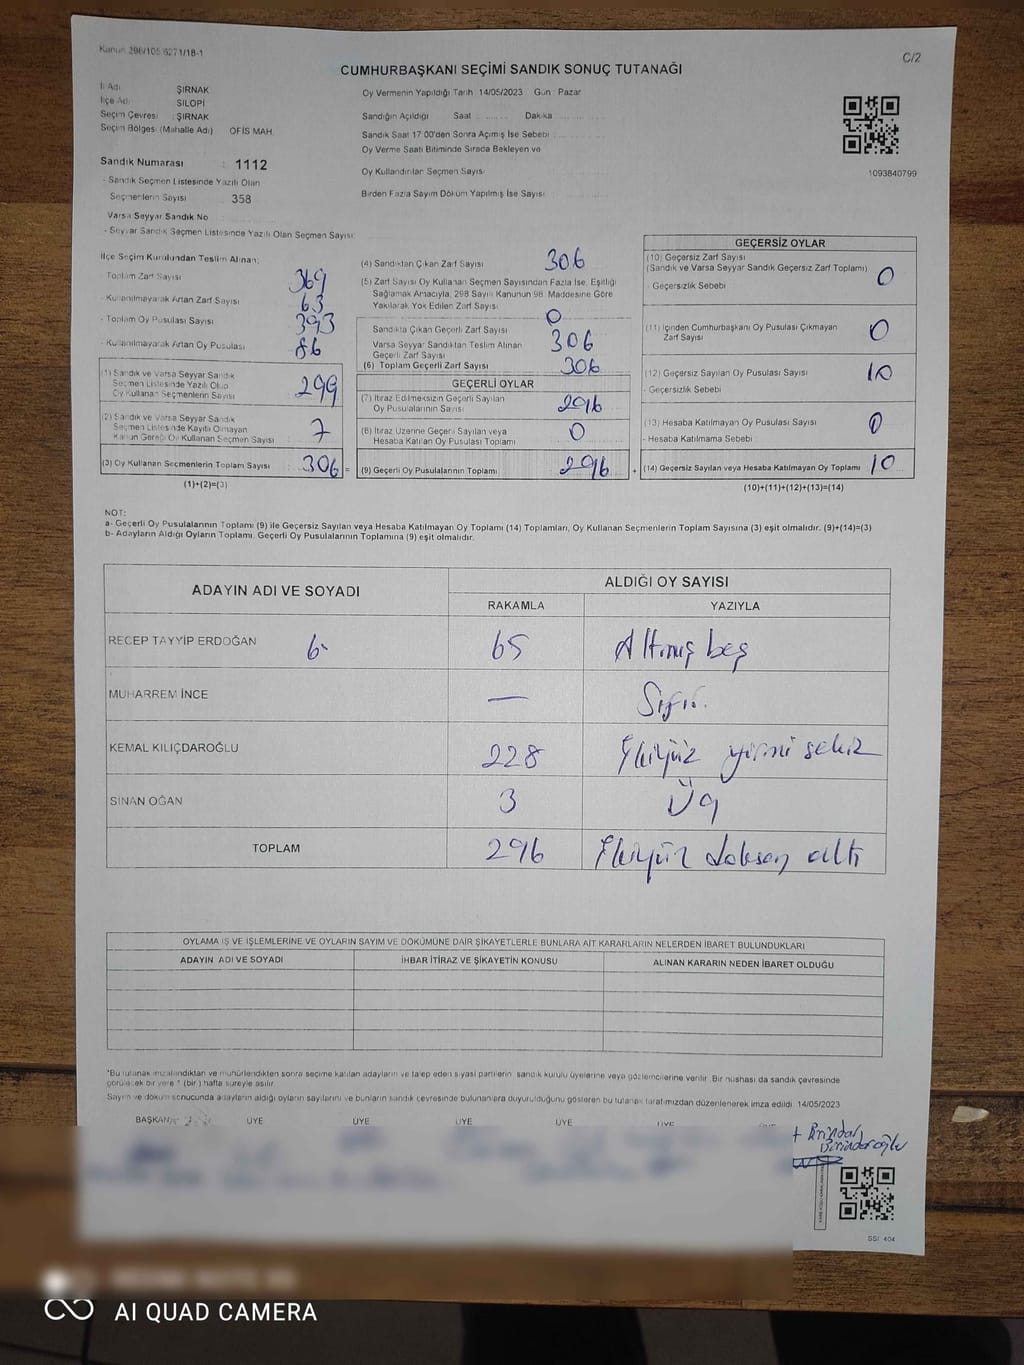 Kanun 298/105,6271/18-1
C/2
CUMHURBAŞKANI SEÇİMİ SANDIK SONUÇ TUTANAĞI
İl Adı : ŞIRNAK
İlçe Adı : SİLOPİ
Seçim Çevresi : ŞIRNAK
Seçim Bölgesi (Mahalle Adı) OFİS MAH.
Sandık Numarası : 1112
- Sandık Seçmen Listesinde Yazılı Olan
Seçmenlerin Sayısı 358
Varsa Seyyar Sandık No
- Seyyar Sandık Seçmen Listesinde Yazılı Olan Seçmen Sayısı:
Oy Vermenin Yapıldığı Tarih: 14/05/2023 Gün : Pazar
Sandığın Açıldığı Saat : Dakika
Sandık Saat 17.00'den Sonra Açımış İse Sebebi :
Oy Verme Saati Bitiminde Sırada Bekleyen ve
Oy Kullandırılan Seçmen Sayısı
Birden Fazla Sayım Döküm Yapılmış İse Sayısı
1093840799
İlçe Seçim Kurulundan Teslim Alınan:
- Toplam Zarf Sayısı 369
- Kullanılmayarak Artan Zarf Sayısı 63
- Toplam Oy Pusulası Sayısı 393
- Kullanılmayarak Artan Oy Pusulası 86
(1) Sandık ve Varsa Seyyar Sandık
Seçmen Listesinde Yazılı Olup
Oy Kullanan Seçmenlerin Sayısı 299
(2) Sandık ve Varsa Seyyar Sandık
Seçmen Listesinde Kayıtlı Olmayan
Kanun Gereği Oy Kullanan Seçmen Sayısı : 7
(3) Oy Kullanan Seçmenlerin Toplam Sayısı : 306 =
(1)+(2)=(3)
(4) Sandıktan Çıkan Zarf Sayısı 306
(5) Zarf Sayısı Oy Kullanan Seçmen Sayısından Fazla İse, Eşitliği
Sağlamak Amacıyla, 298 Sayılı Kanunun 98. Maddesine Göre
Yakılarak Yok Edilen Zarf Sayısı: 0
Sandıkta Çıkan Geçerli Zarf Sayısı 306
Varsa Seyyar Sandıktan Teslim Alınan
Geçerli Zarf Sayısı
(6) Toplam Geçerli Zarf Sayısı 306
GEÇERLİ OYLAR
(7) İtiraz Edilmeksizin Geçerli Sayılan
Oy Pusulalarının Sayısı 296
(8) İtiraz Üzerine Geçerli Sayılan veya
Hesaba Katılan Oy Pusulası Toplamı 0
(9) Geçerli Oy Pusulalarının Toplamı : 296 +
GEÇERSİZ OYLAR
(10) Geçersiz Zarf Sayısı
(Sandık ve Varsa Seyyar Sandık Geçersiz Zarf Toplamı) 0
- Geçersizlik Sebebi
(11) İçinden Cumhurbaşkanı Oy Pusulası Çıkmayan
Zarf Sayısı 0
(12) Geçersiz Sayılan Oy Pusulası Sayısı : 10
- Geçersizlik Sebebi
(13) Hesaba Katılmayan Oy Pusulası Sayısı : 0
- Hesaba Katılmama Sebebi
(14) Geçersiz Sayılan veya Hesaba Katılmayan Oy Toplamı : 10
(10)+(11)+(12)+(13)=(14)
NOT:
a- Geçerli Oy Pusulalarının Toplamı (9) ile Geçersiz Sayılan veya Hesaba Katılmayan Oy Toplamı (14) Toplamları, Oy Kullanan Seçmenlerin Toplam Sayısına (3) eşit olmalıdır. (9)+(14)=(3)
b- Adayların Aldığı Oyların Toplamı, Geçerli Oy Pusulalarının Toplamına (9) eşit olmalıdır.
ADAYIN ADI VE SOYADI ALDIĞI OY SAYISI
RAKAMLA YAZIYLA
RECEP TAYYİP ERDOĞAN 6 65 Altmış beş
MUHARREM İNCE — Sıfır.
KEMAL KILIÇDAROĞLU 228 İkiyüz yirmi sekiz
SİNAN OĞAN 3 Üç
TOPLAM 296 İkiyüz doksan altı
OYLAMA İŞ VE İŞLEMLERİNE VE OYLARIN SAYIM VE DÖKÜMÜNE DAİR ŞİKAYETLERLE BUNLARA AİT KARARLARIN NELERDEN İBARET BULUNDUKLARI
ADAYIN ADI VE SOYADI İHBAR İTİRAZ VE ŞİKAYETİN KONUSU ALINAN KARARIN NEDEN İBARET OLDUĞU
*Bu tutanak imzalandıktan ve mühürlendikten sonra seçime katılan adayların ve talep eden siyasi partilerin sandık kurulu üyelerine veya gözlemcilerine verilir. Bir nüshası da sandık çevresinde
görülecek bir yere 1 (bir) hafta süreyle asılır.
Sayım ve döküm sonucunda adayların aldığı oyların sayılarını ve bunların sandık çevresinde bulunanlara duyurulduğunu gösteren bu tutanak tarafımızdan düzenlenerek imza edildi. 14/05/2023
BAŞKAN ÜYE ÜYE ÜYE ÜYE ÜYE
SSI: 404
AI QUAD CAMERA